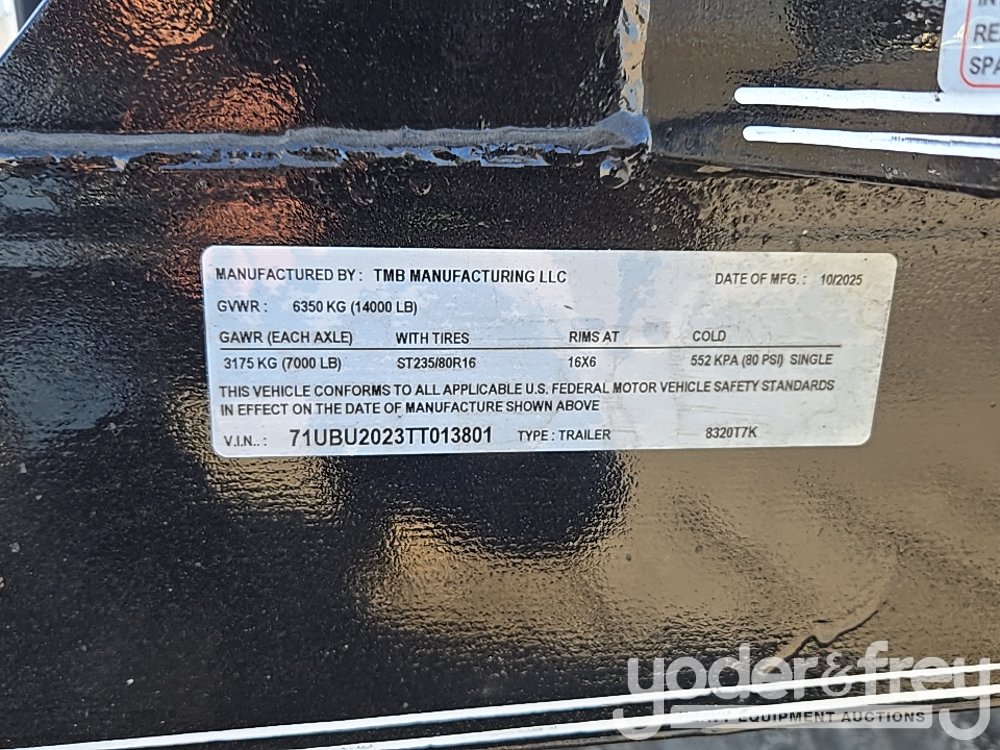 RE
SPA
MANUFACTURED BY : TMB MANUFACTURING LLC DATE OF MFG. : 10/2025
GVWR : 6350 KG (14000 LB)
GAWR (EACH AXLE) WITH TIRES RIMS AT COLD
3175 KG (7000 LB) ST235/80R16 16X6 552 KPA (80 PSI) SINGLE
THIS VEHICLE CONFORMS TO ALL APPLICABLE U.S. FEDERAL MOTOR VEHICLE SAFETY STANDARDS
IN EFFECT ON THE DATE OF MANUFACTURE SHOWN ABOVE
V.I.N.. : 71UBU2023TT013801 TYPE : TRAILER 8320T7K
yoder & frey
EQUIPMENT AUCTIONS